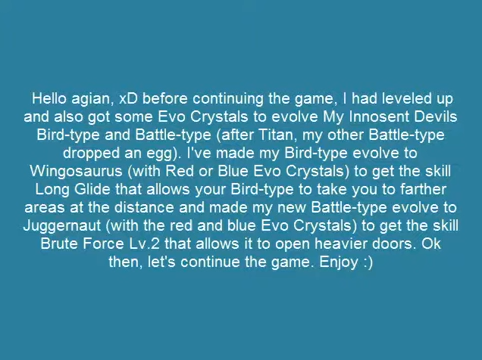 Hello agian, xD before continuing the game, I had leveled up
and also got some Evo Crystals to evolve My Innosent Devils
Bird-type and Battle-type (after Titan, my other Battle-type
dropped an egg). I've made my Bird-type evolve to
Wingosaurus (with Red or Blue Evo Crystals) to get the skill
Long Glide that allows your Bird-type to take you to farther
areas at the distance and made my new Battle-type evolve to
Juggernaut (with the red and blue Evo Crystals) to get the skill
Brute Force Lv.2 that allows it to open heavier doors. Ok
then, let's continue the game. Enjoy :)